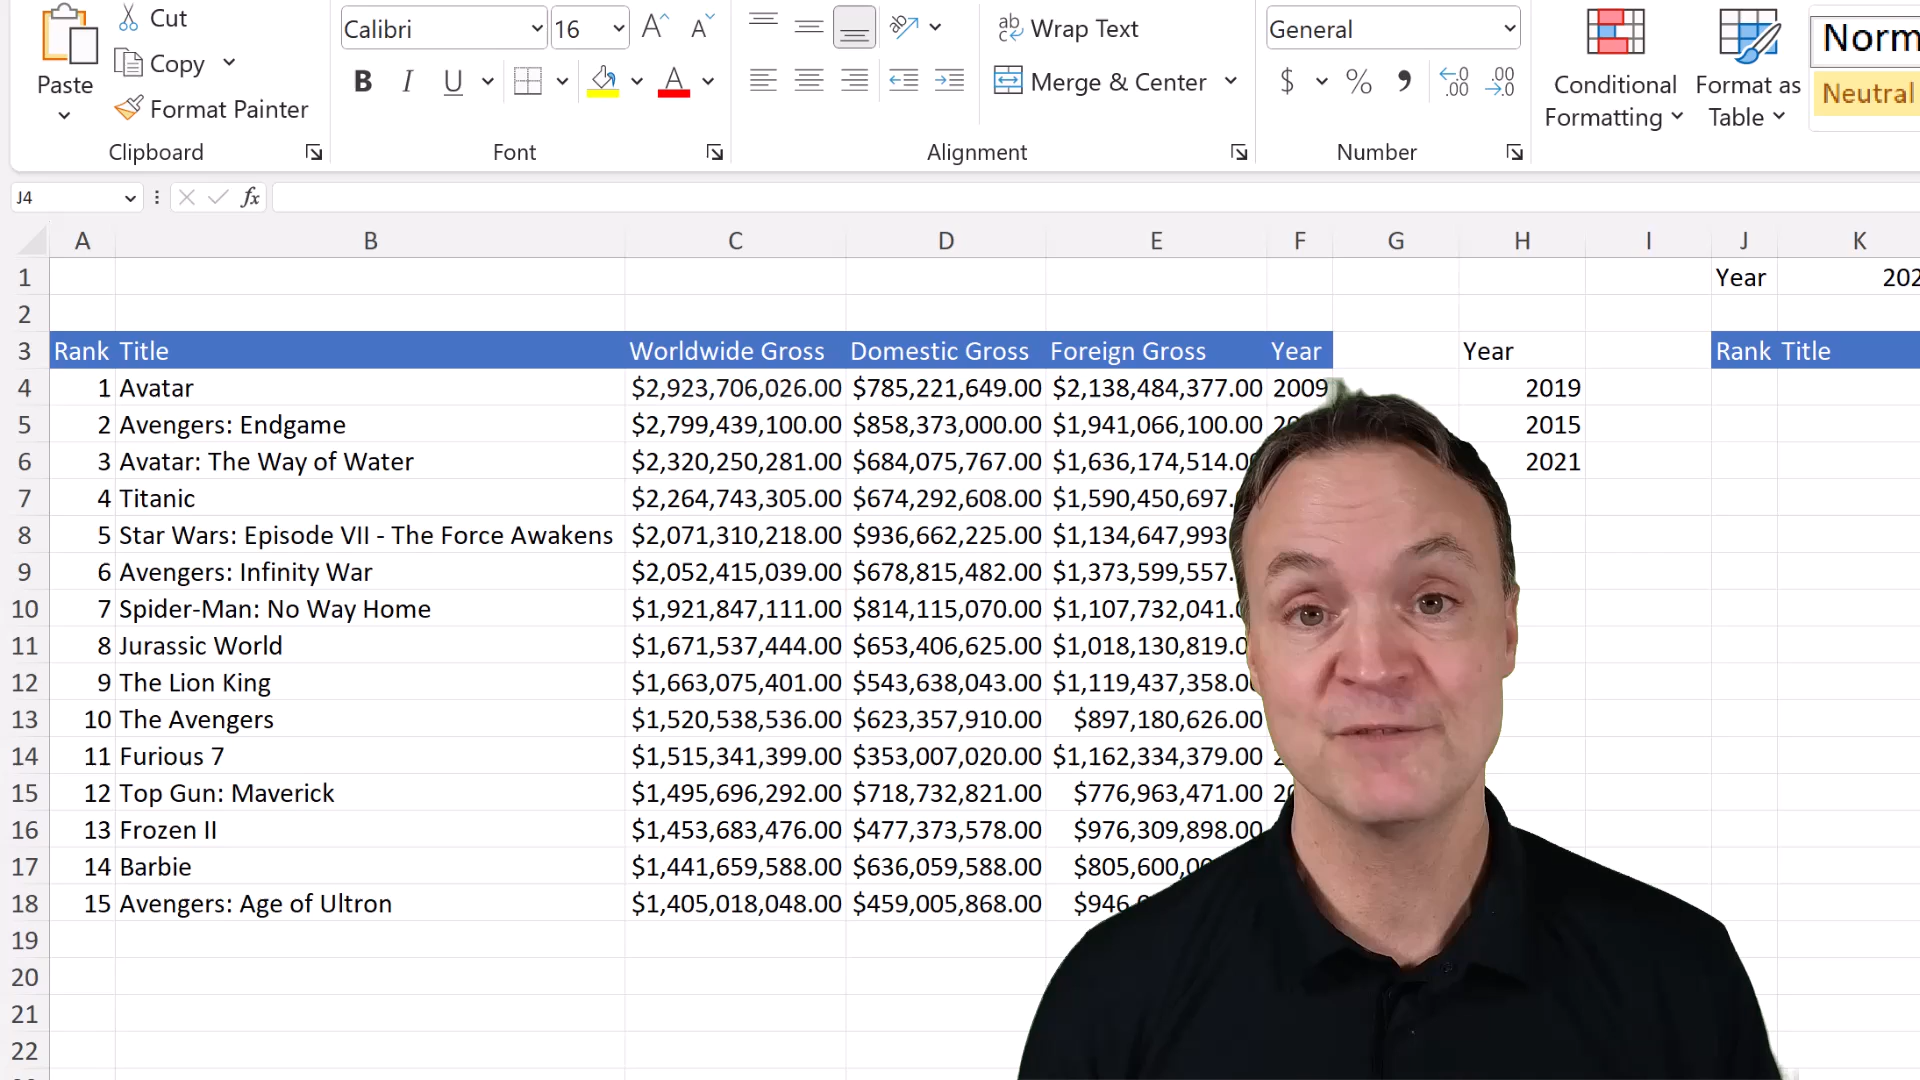 Cut
Copy
Format Painter
Paste
Clipboard
Calibri 16
B I U
Font
Wrap Text
Merge & Center
Alignment
General
$ %
Number
Conditional Formatting
Format as Table
Neutral
J4 fx
A B C D E F G H I J K
1 Year
2
3 Rank Title Worldwide Gross Domestic Gross Foreign Gross Year Year Rank Title
4 1 Avatar $2,923,706,026.00 $785,221,649.00 $2,138,484,377.00 2009 2019
5 2 Avengers: Endgame $2,799,439,100.00 $858,373,000.00 $1,941,066,100.00 2015
6 3 Avatar: The Way of Water $2,320,250,281.00 $684,075,767.00 $1,636,174,514.00 2021
7 4 Titanic $2,264,743,305.00 $674,292,608.00 $1,590,450,697.
8 5 Star Wars: Episode VII - The Force Awakens $2,071,310,218.00 $936,662,225.00 $1,134,647,993.
9 6 Avengers: Infinity War $2,052,415,039.00 $678,815,482.00 $1,373,599,557.
10 7 Spider-Man: No Way Home $1,921,847,111.00 $814,115,070.00 $1,107,732,041.
11 8 Jurassic World $1,671,537,444.00 $653,406,625.00 $1,018,130,819.
12 9 The Lion King $1,663,075,401.00 $543,638,043.00 $1,119,437,358.
13 10 The Avengers $1,520,538,536.00 $623,357,910.00 $897,180,626.00
14 11 Furious 7 $1,515,341,399.00 $353,007,020.00 $1,162,334,379.00
15 12 Top Gun: Maverick $1,495,696,292.00 $718,732,821.00 $776,963,471.00
16 13 Frozen II $1,453,683,476.00 $477,373,578.00 $976,309,898.00
17 14 Barbie $1,441,659,588.00 $636,059,588.00
18 15 Avengers: Age of Ultron $1,405,018,048.00 $459,005,868.00
19
20
21
22